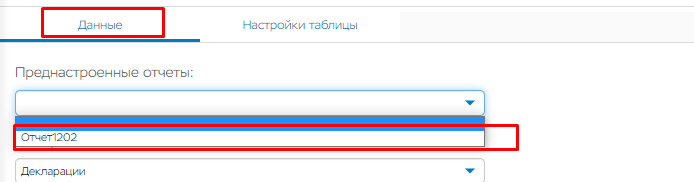 Данные Настройки таблицы
Преднастроенные отчеты:
Отчет1202
Декларации